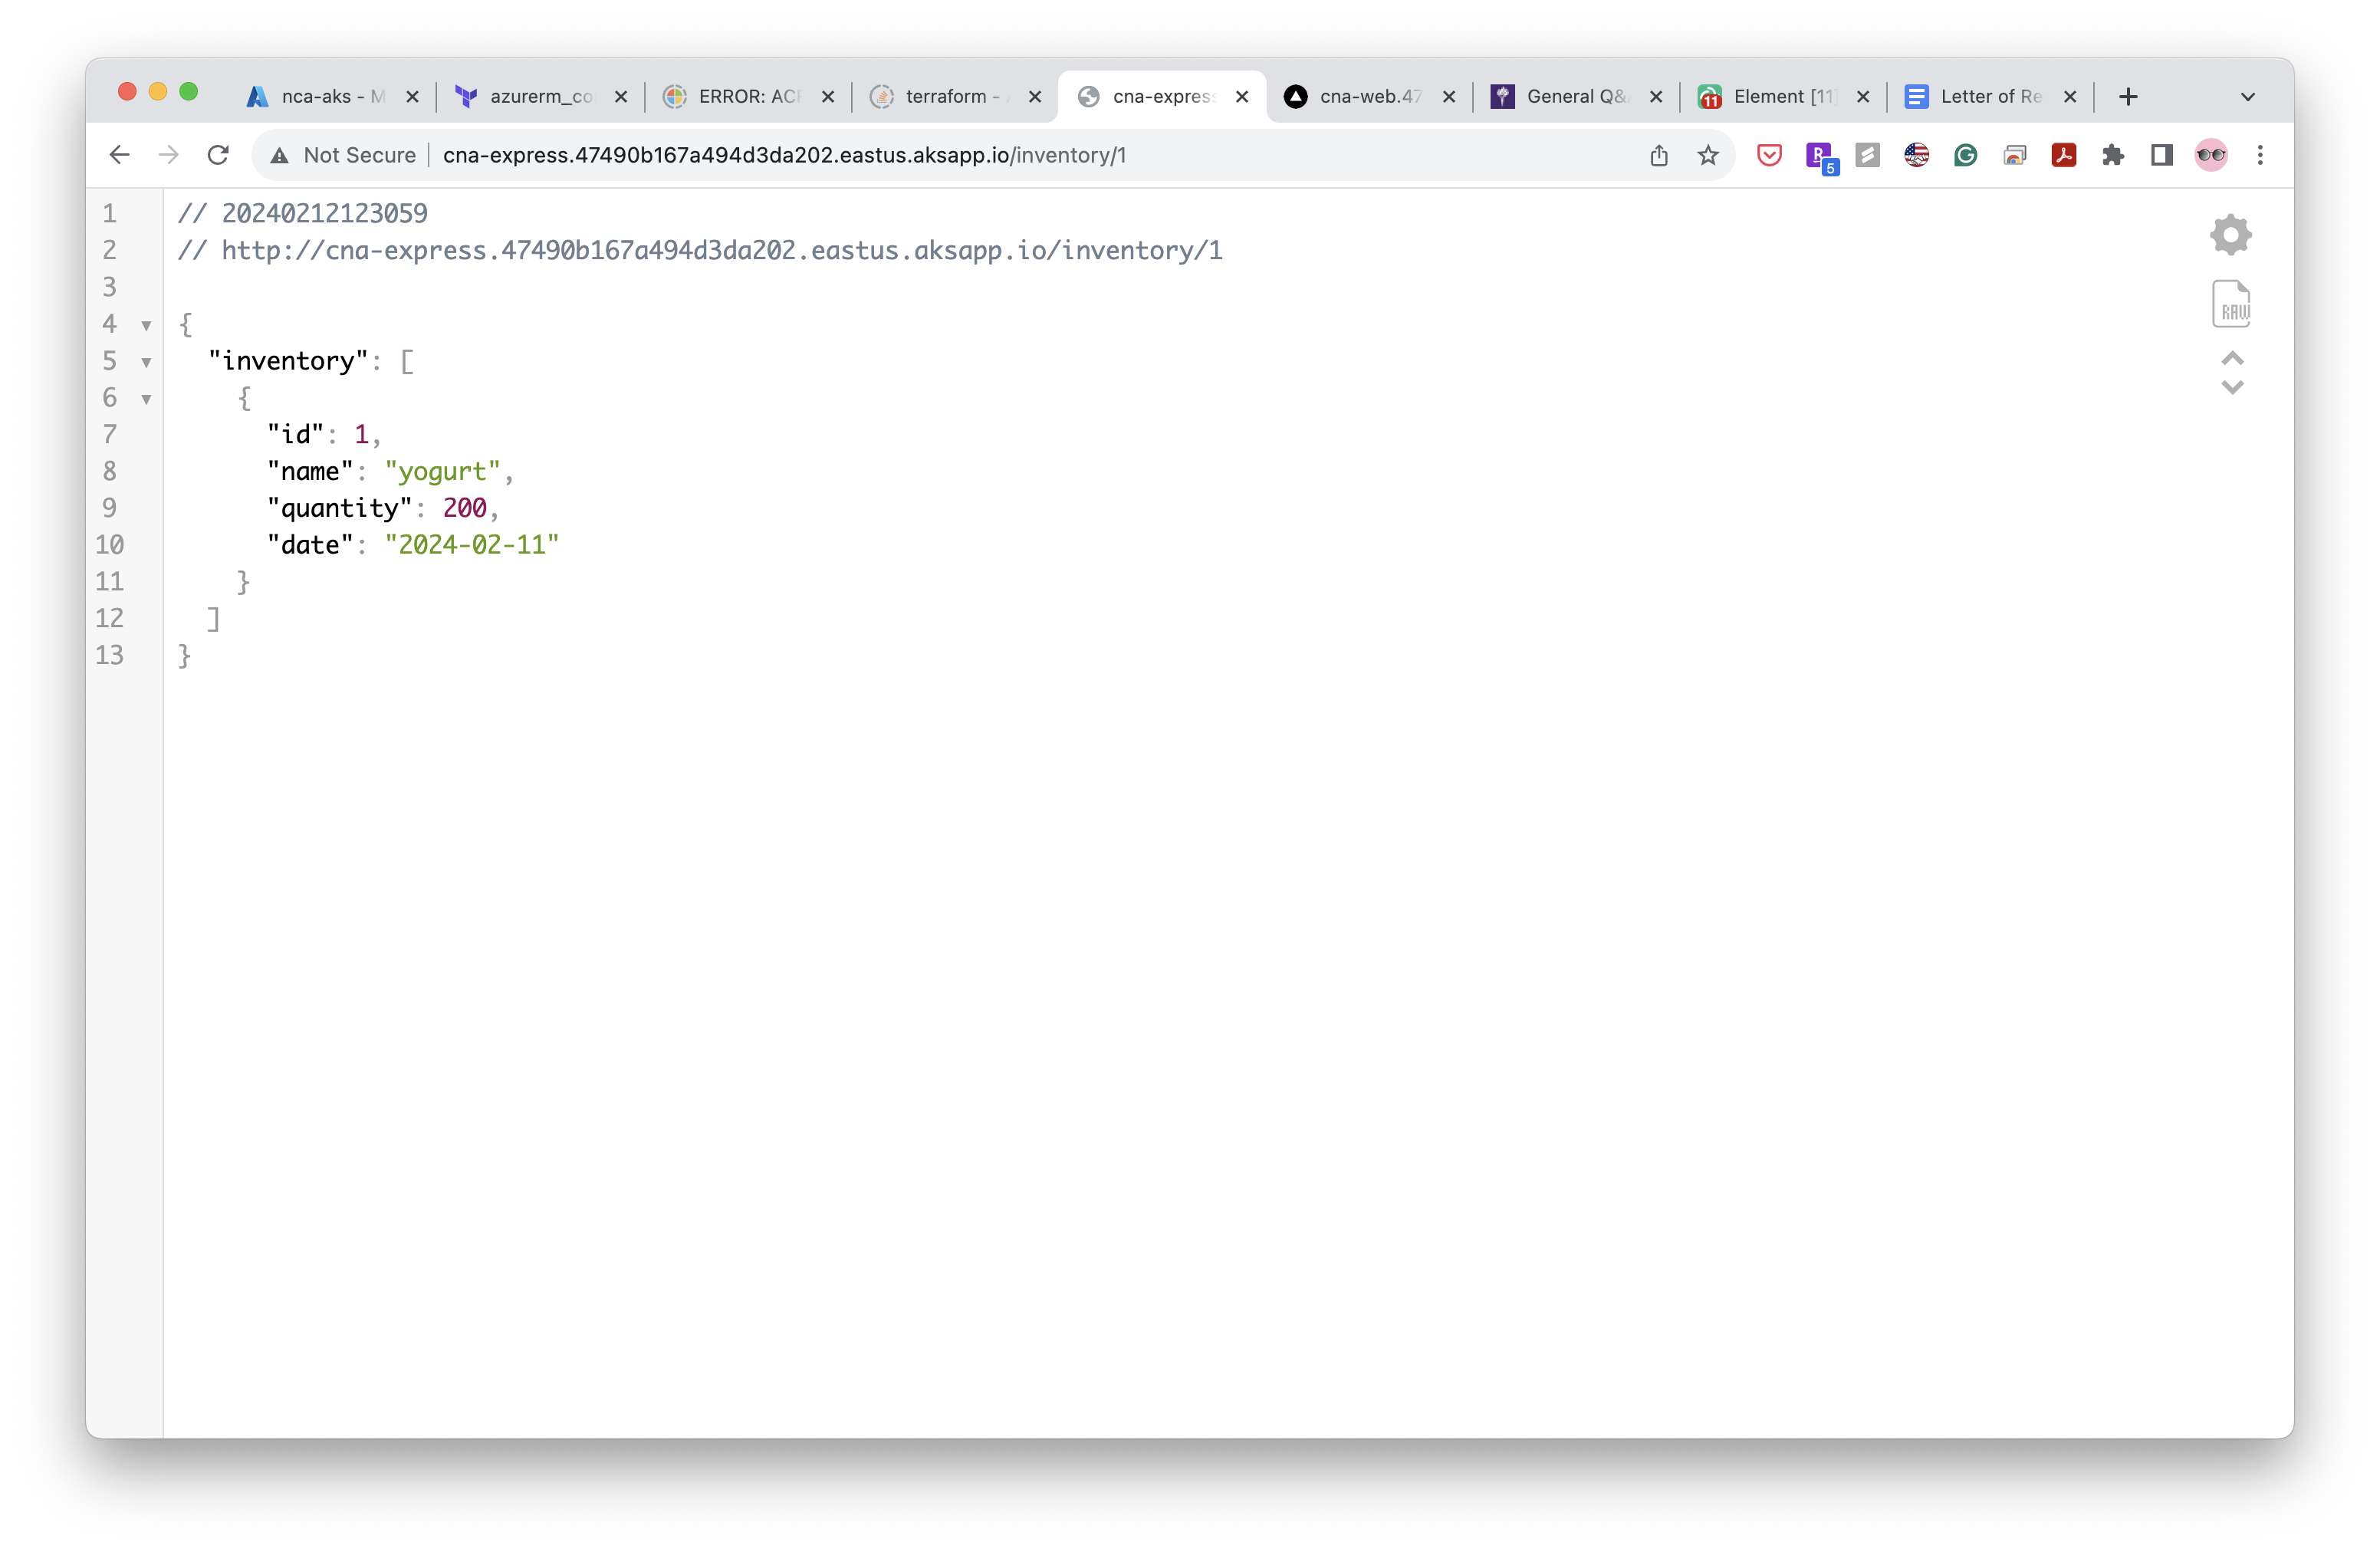 nca-aks - M
azurerm_co
ERROR: ACR
terraform -
cna-express
cna-web.47
General Q&
Element [11]
Letter of Re
Not Secure
cna-express.47490b167a494d3da202.eastus.aksapp.io/inventory/1
5
1 // 20240212123059
2 // http://cna-express.47490b167a494d3da202.eastus.aksapp.io/inventory/1
3
4 {
5 "inventory": [
6 {
7 "id": 1,
8 "name": "yogurt",
9 "quantity": 200,
10 "date": "2024-02-11"
11 }
12 ]
13 }
RAW